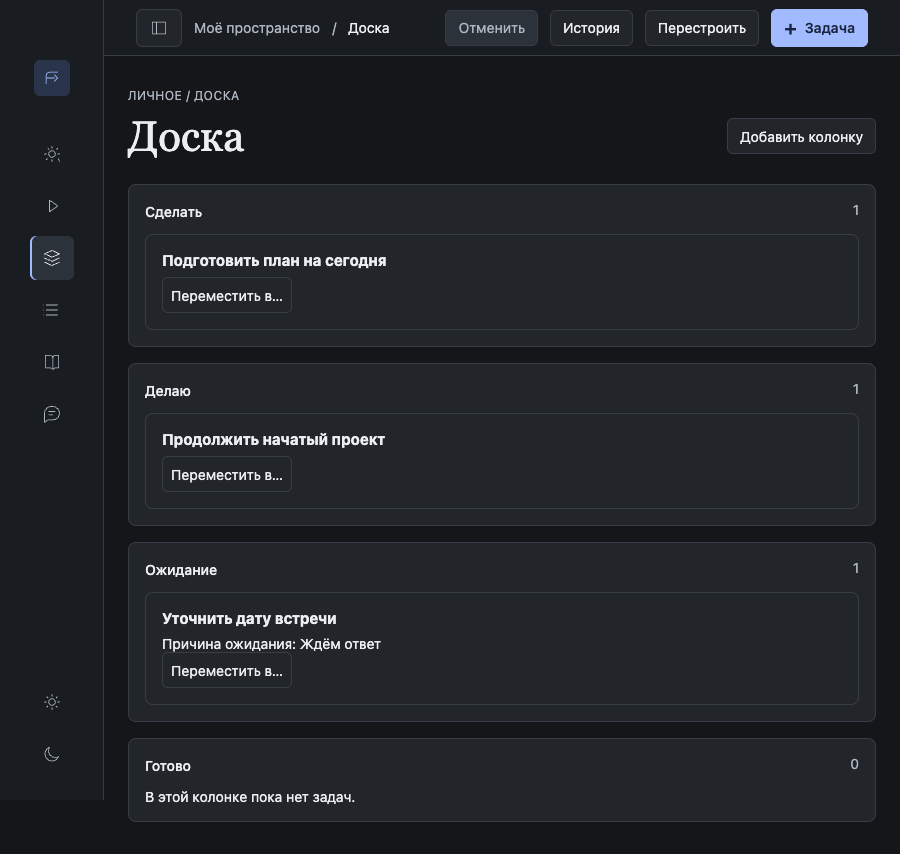 Моё пространство / Доска
Отменить
История
Перестроить
+ Задача
ЛИЧНОЕ / ДОСКА
Доска
Добавить колонку
Сделать
1
Подготовить план на сегодня
Переместить в...
Делаю
1
Продолжить начатый проект
Переместить в...
Ожидание
1
Уточнить дату встречи
Причина ожидания: Ждём ответ
Переместить в...
Готово
0
В этой колонке пока нет задач.